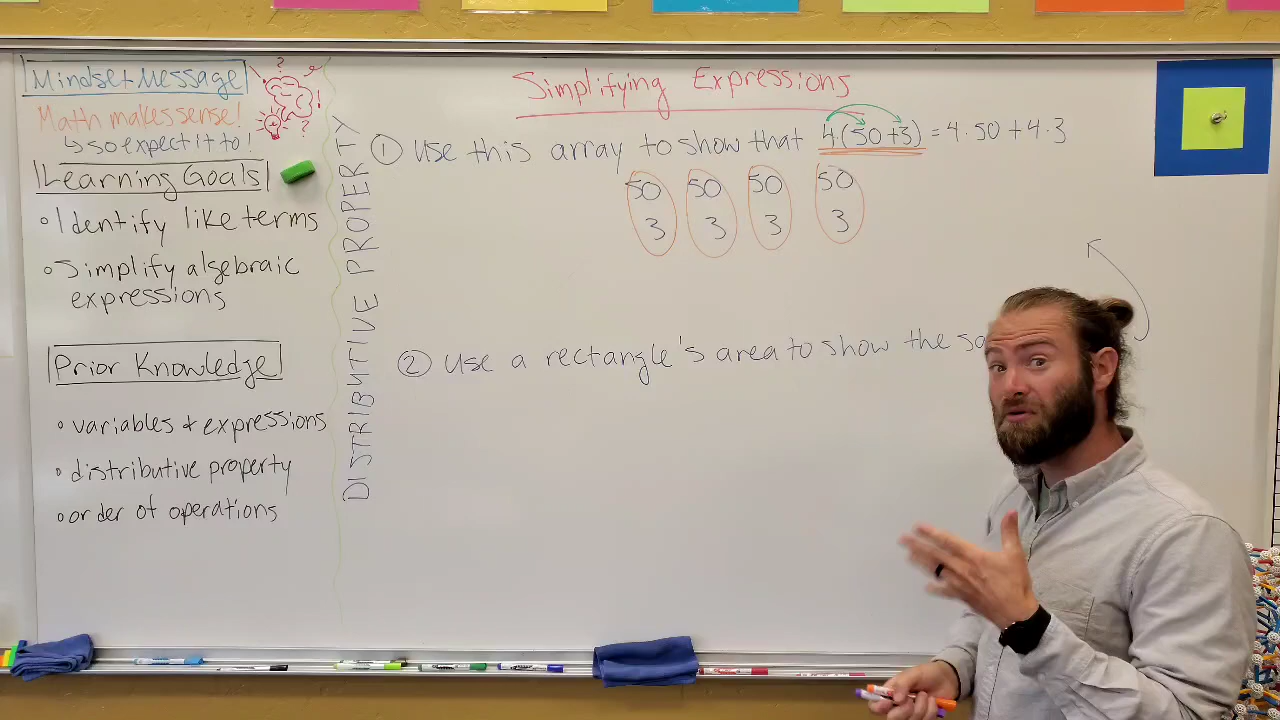 Mindset Message
Math makes sense!
↳ so expect it to!
Learning Goals
◦ Identify like terms
◦ Simplify algebraic
expressions
Prior Knowledge
◦ variables + expressions
◦ distributive property
◦ order of operations
DISTRIBUTIVE PROPERTY
Simplifying Expressions
① Use this array to show that 4·(50+3) = 4·50 + 4·3
50 50 50 50
3 3 3 3
② Use a rectangle's area to show the